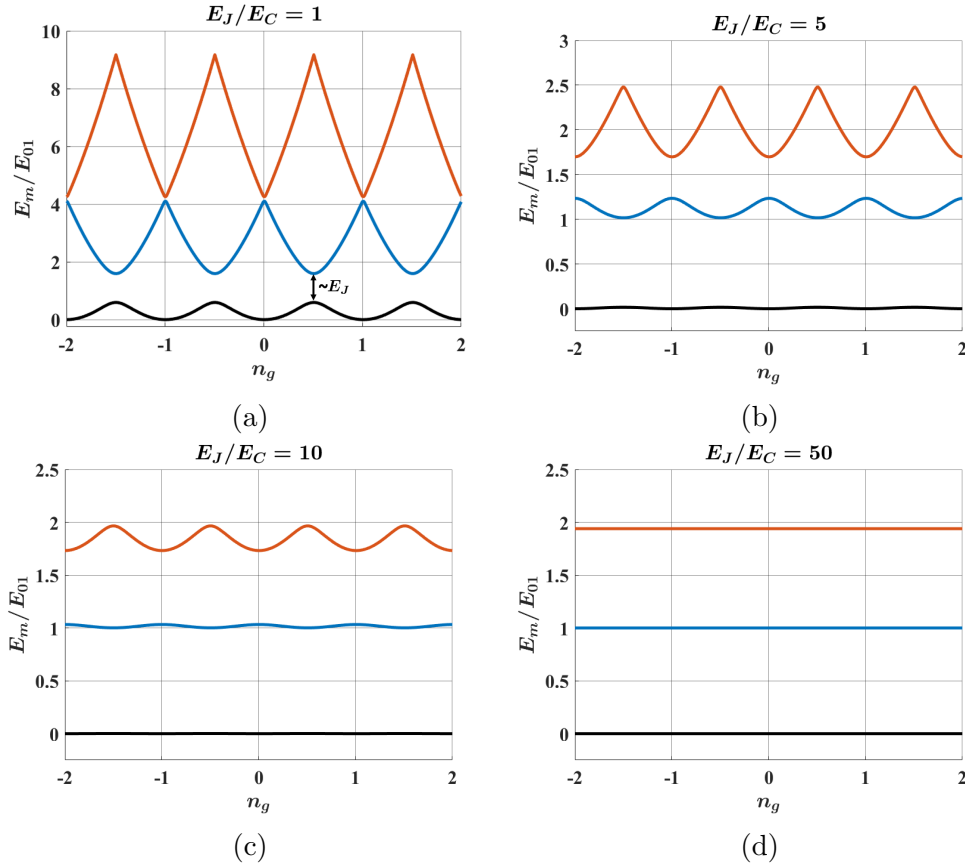 E_J/E_C = 1
10
8
6
4
2
0
E_m/E_01
~E_J
-2 -1 0 1 2
n_g
(a)
E_J/E_C = 5
3
2.5
2
1.5
1
0.5
0
E_m/E_01
-2 -1 0 1 2
n_g
(b)
E_J/E_C = 10
2.5
2
1.5
1
0.5
0
E_m/E_01
-2 -1 0 1 2
n_g
(c)
E_J/E_C = 50
2.5
2
1.5
1
0.5
0
E_m/E_01
-2 -1 0 1 2
n_g
(d)